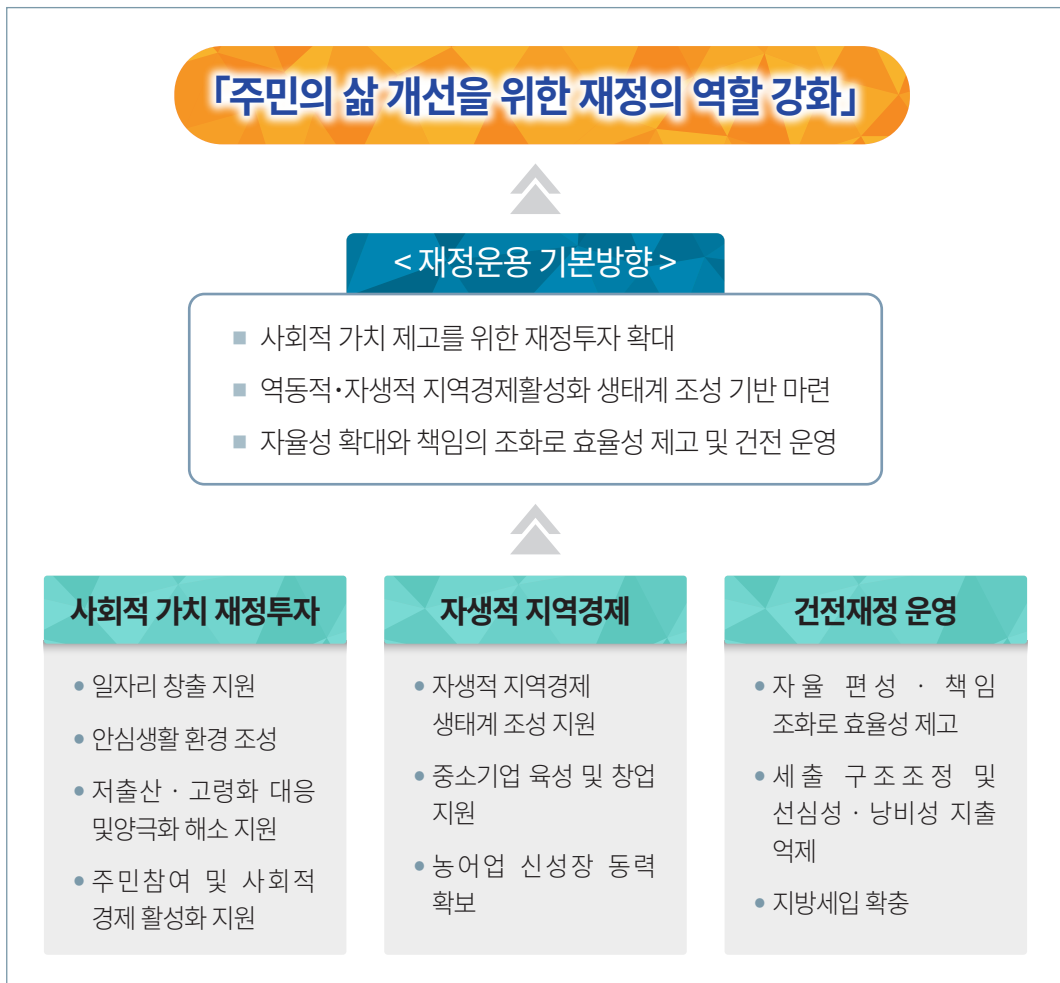 「주민의 삶 개선을 위한 재정의 역할 강화」
< 재정운용 기본방향 >
■ 사회적 가치 제고를 위한 재정투자 확대
■ 역동적·자생적 지역경제활성화 생태계 조성 기반 마련
■ 자율성 확대와 책임의 조화로 효율성 제고 및 건전 운영
사회적 가치 재정투자
• 일자리 창출 지원
• 안심생활 환경 조성
• 저출산 · 고령화 대응
및양극화 해소 지원
• 주민참여 및 사회적
경제 활성화 지원
자생적 지역경제
• 자생적 지역경제
생태계 조성 지원
• 중소기업 육성 및 창업
지원
• 농어업 신성장 동력
확보
건전재정 운영
• 자율 편성 · 책임
조화로 효율성 제고
• 세출 구조조정 및
선심성 · 낭비성 지출
억제
• 지방세입 확충